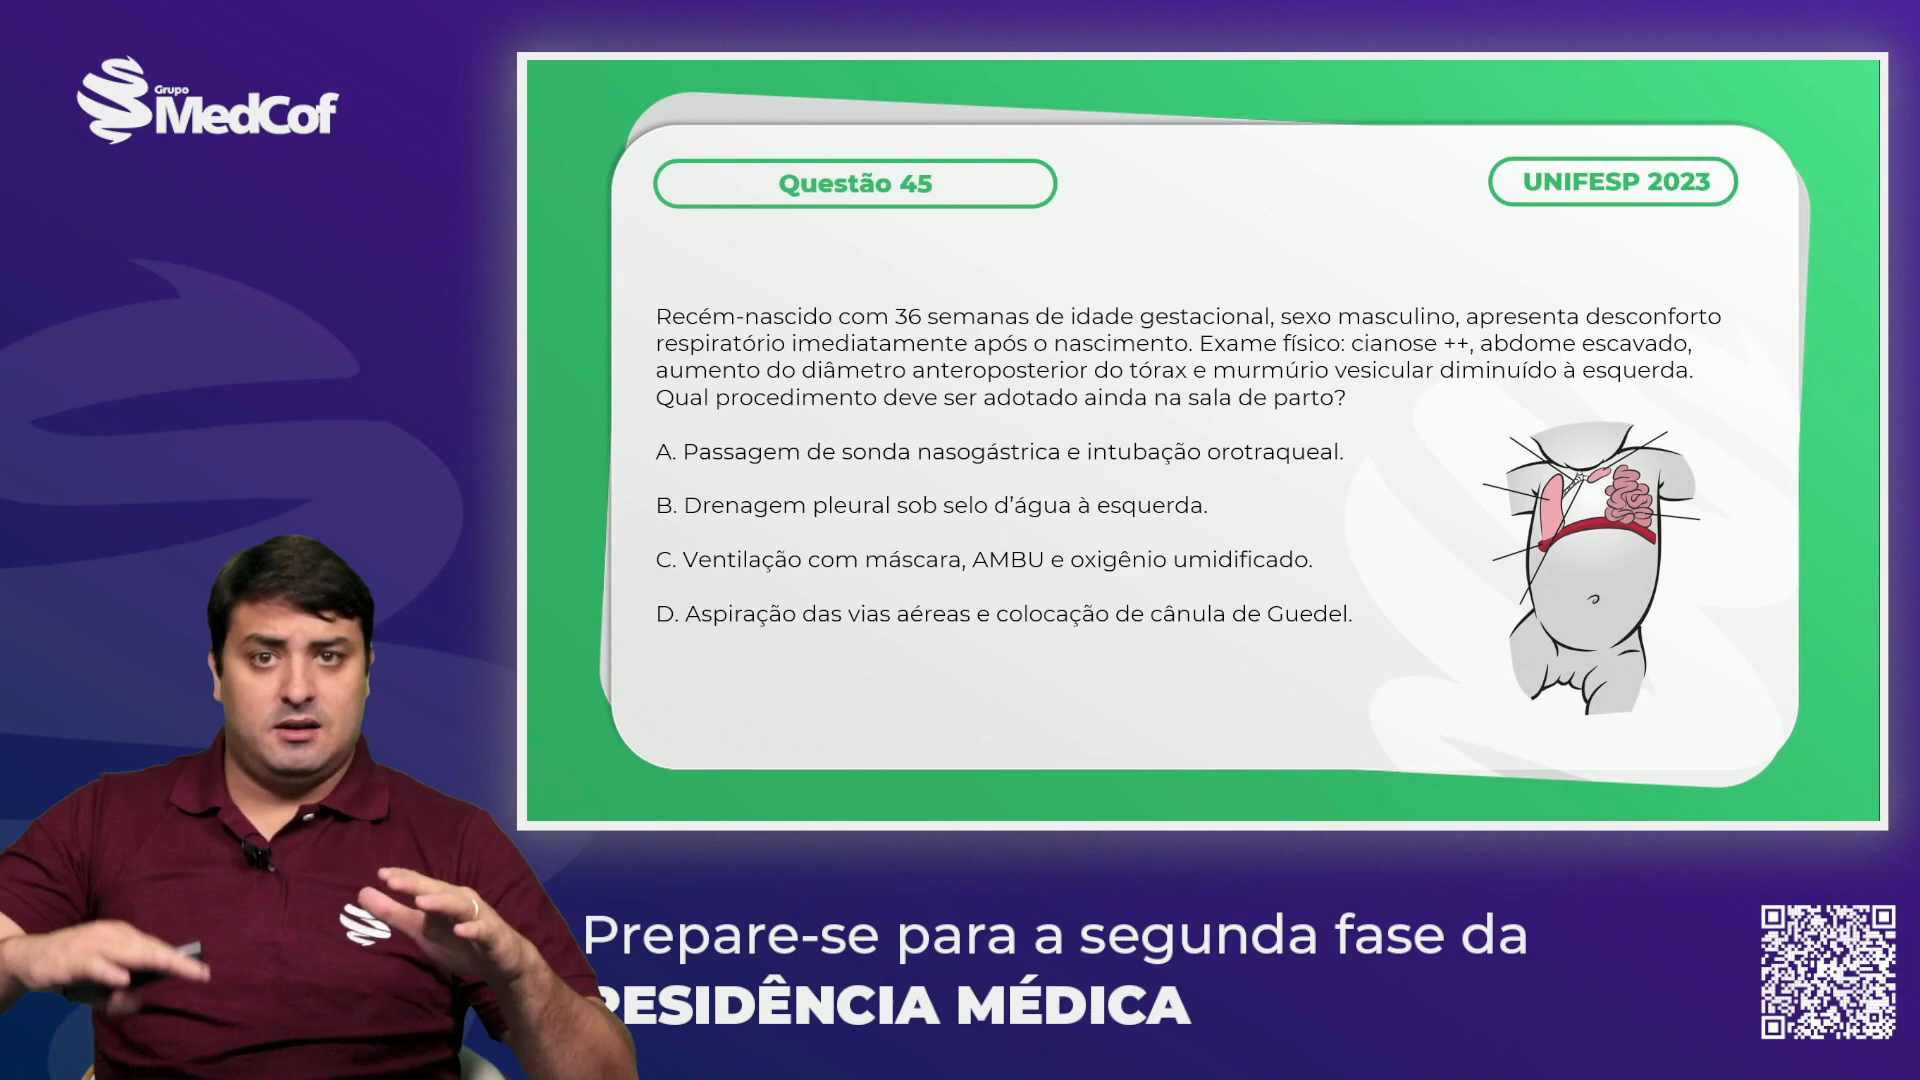 Grupo
MedCof
Questão 45
UNIFESP 2023
Recém-nascido com 36 semanas de idade gestacional, sexo masculino, apresenta desconforto
respiratório imediatamente após o nascimento. Exame físico: cianose ++, abdome escavado,
aumento do diâmetro anteroposterior do tórax e murmúrio vesicular diminuído à esquerda.
Qual procedimento deve ser adotado ainda na sala de parto?
A. Passagem de sonda nasogástrica e intubação orotraqueal.
B. Drenagem pleural sob selo d’água à esquerda.
C. Ventilação com máscara, AMBU e oxigênio umidificado.
D. Aspiração das vias aéreas e colocação de cânula de Guedel.
Prepare-se para a segunda fase da
RESIDÊNCIA MÉDICA